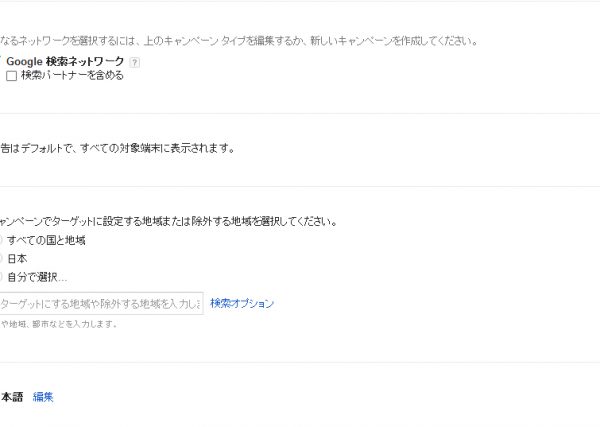 なるネットワークを選択するには、上のキャンペーン タイプを編集するか、新しいキャンペーンを作成してください。
Google 検索ネットワーク ?
検索パートナーを含める
告はデフォルトで、すべての対象端末に表示されます。
ャンペーンでターゲットに設定する地域または除外する地域を選択してください。
すべての国と地域
日本
自分で選択...
ターゲットにする地域や除外する地域を入力しま 検索オプション
や地域、都市などを入力します。
本語 編集